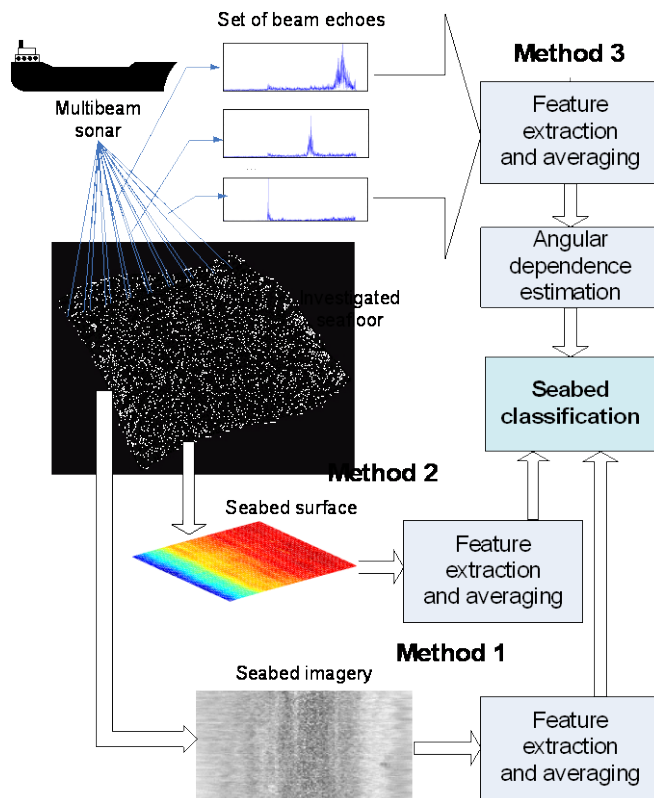 Set of beam echoes
Method 3
Multibeam
sonar
Feature
extraction
and averaging
...
Angular
dependence
estimation
Investigated
seafloor
Seabed
classification
Method 2
Seabed surface
Feature
extraction
and averaging
Method 1
Seabed imagery
Feature
extraction
and averaging